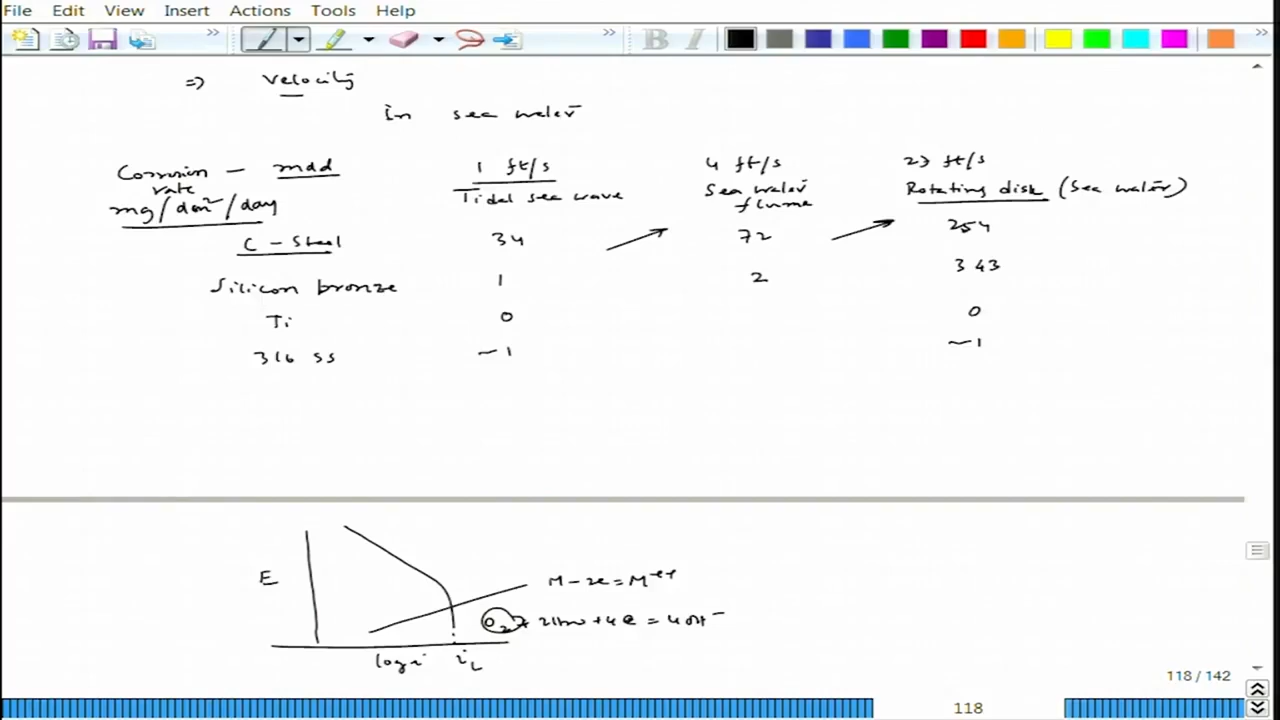 File Edit View Insert Actions Tools Help
⇒ velocity
In sea water
Corrosion rate - mdd 1 ft/s 4 ft/s 27 ft/s
mg/dm²/day Tidal sea wave Sea water flume Rotating disk (Sea water)
C - Steel 34 72 254
Silicon bronze 1 2 343
Ti 0 0
316 SS ~1 ~1
E M - 2e = M++
O2 + 2H2O + 4e = 4OH-
log i iL
118 / 142
118